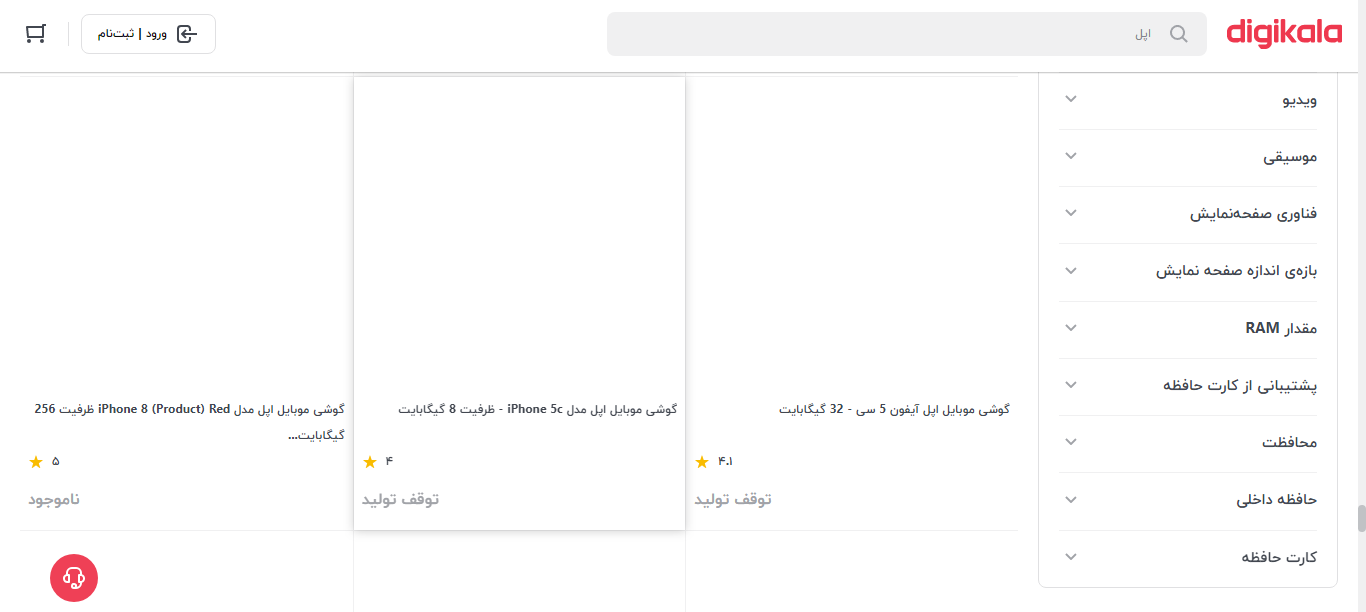 digikala
اپل
ورود | ثبت‌نام
ویدیو
موسیقی
فناوری صفحه‌نمایش
بازه‌ی اندازه صفحه نمایش
مقدار RAM
پشتیبانی از کارت حافظه
محافظت
حافظه داخلی
کارت حافظه
گوشی موبایل اپل آیفون 5 سی - 32 گیگابایت
۴.۱
توقف تولید
گوشی موبایل اپل مدل iPhone 5c - ظرفیت 8 گیگابایت
۴
توقف تولید
گوشی موبایل اپل مدل iPhone 8 (Product) Red ظرفیت 256
گیگابایت...
۵
ناموجود